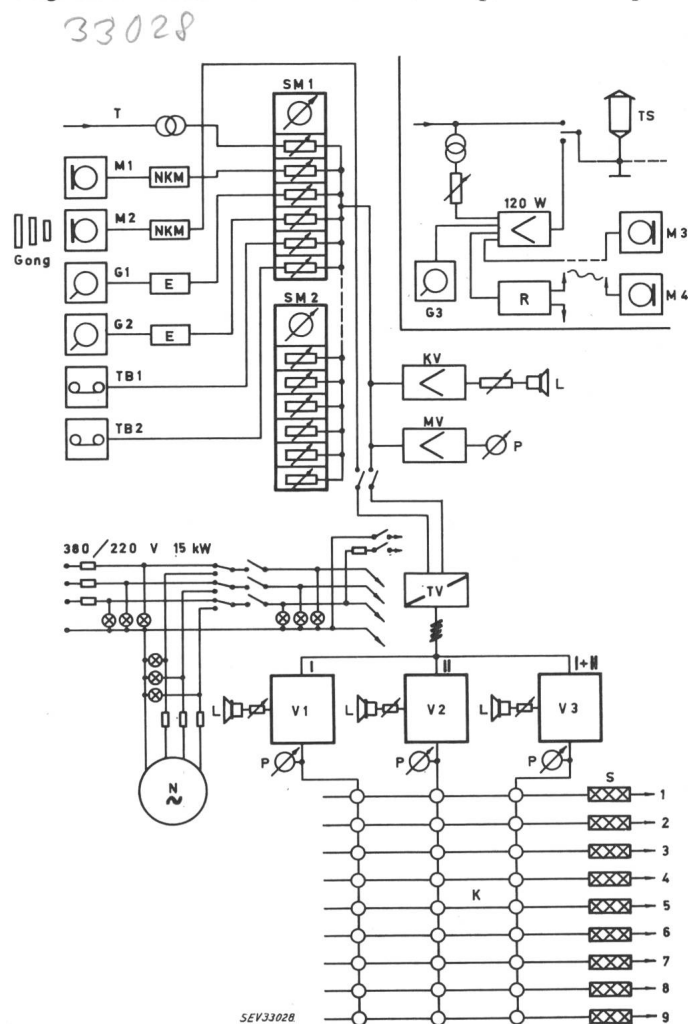 33028
SM1
T
M1
NKM
M2
NKM
Gong
G1
E
G2
E
TB1
TB2
SM2
TS
120 W
M3
G3
R
M4
KV
L
MV
P
380/220 V 15 kW
TV
I
II
I+II
L
V1
L
V2
L
V3
P
P
P
N
S
1
2
3
4
K
5
6
7
8
9
SEV33028